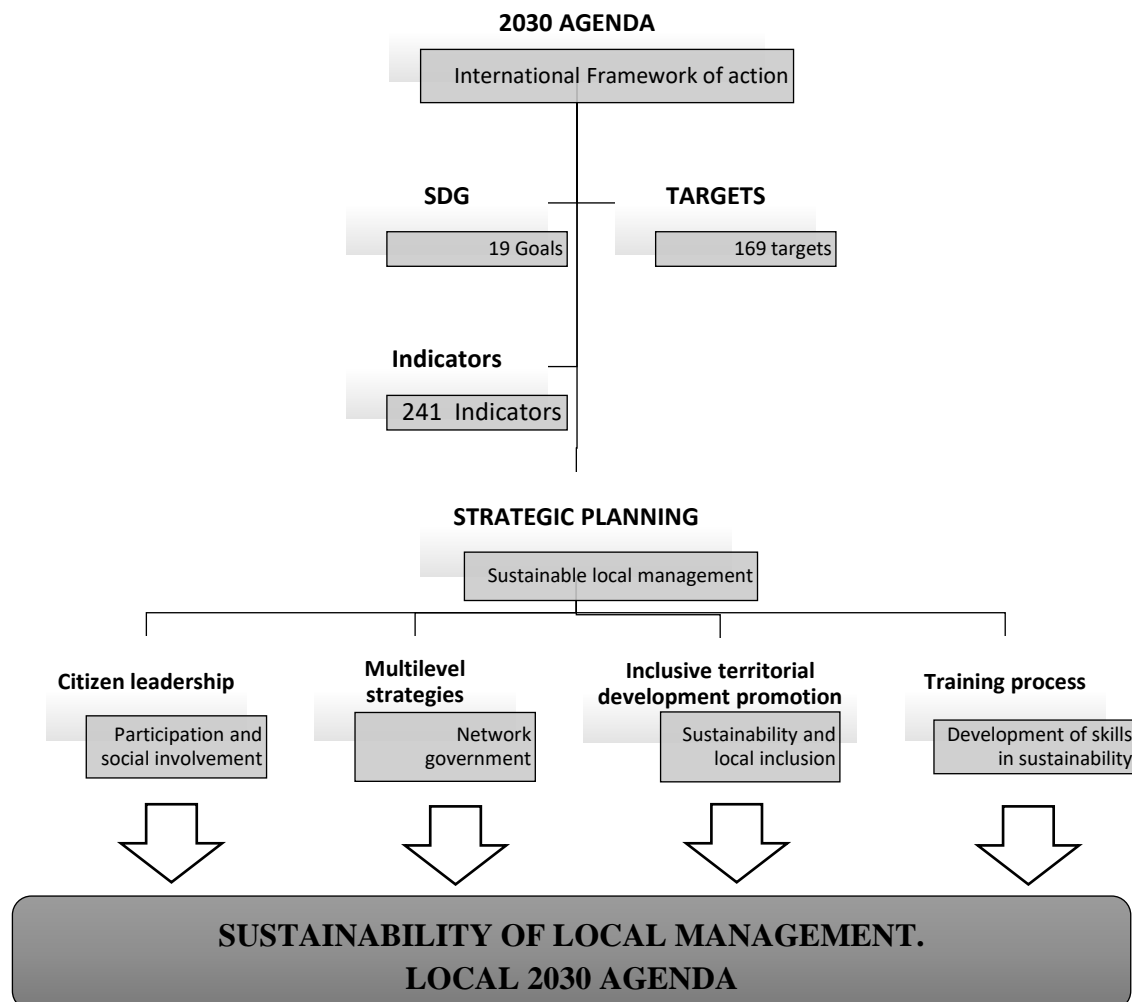 2030 AGENDA
International Framework of action
SDG
19 Goals
TARGETS
169 targets
Indicators
241 Indicators
STRATEGIC PLANNING
Sustainable local management
Citizen leadership
Participation and
social involvement
Multilevel
strategies
Network
government
Inclusive territorial
development promotion
Sustainability and
local inclusion
Training process
Development of skills
in sustainability
SUSTAINABILITY OF LOCAL MANAGEMENT.
LOCAL 2030 AGENDA